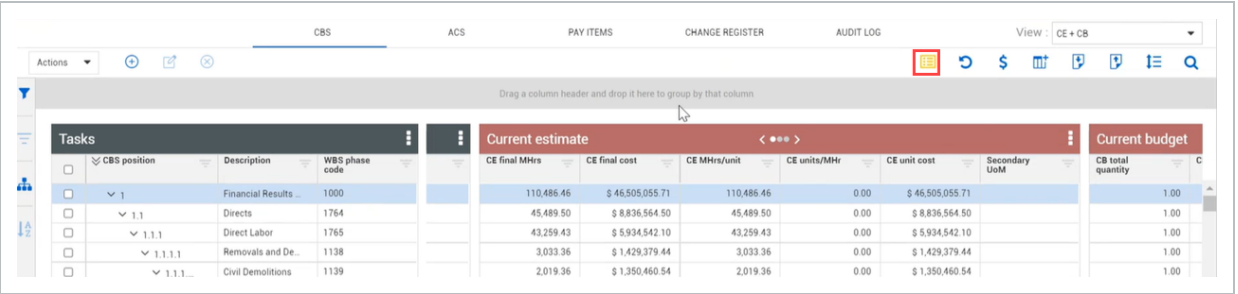 CBS ACS PAY ITEMS CHANGE REGISTER AUDIT LOG View : CE + CB
Actions
Drag a column header and drop it here to group by that column
Tasks Current estimate Current budget
CBS position Description WBS phase code CE final MHrs CE final cost CE MHrs/unit CE units/MHr CE unit cost Secondary UoM CB total quantity C
1 Financial Results ... 1000 110,486.46 $ 46,505,055.71 110,486.46 0.00 $ 46,505,055.71 1.00
1.1 Directs 1764 45,489.50 $ 8,836,564.50 45,489.50 0.00 $ 8,836,564.50 1.00
1.1.1 Direct Labor 1765 43,259.43 $ 5,934,542.10 43,259.43 0.00 $ 5,934,542.10 1.00
1.1.1.1 Removals and De... 1138 3,033.36 $ 1,429,379.44 3,033.36 0.00 $ 1,429,379.44 1.00
1.1.1.... Civil Demolitions 1139 2,019.36 $ 1,350,460.54 2,019.36 0.00 $ 1,350,460.54 1.00